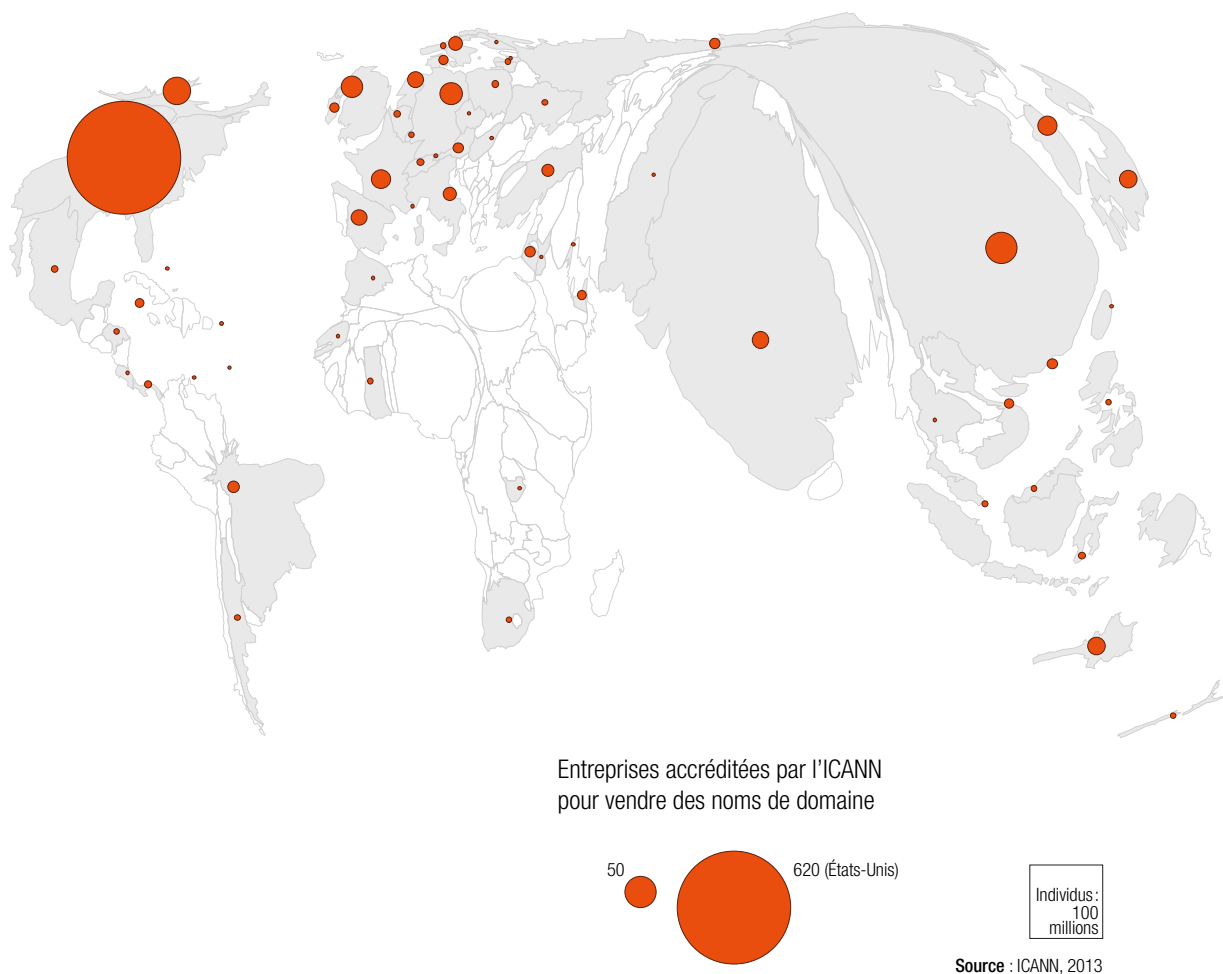 Entreprises accréditées par l'ICANN
pour vendre des noms de domaine
50
620 (États-Unis)
Individus :
100
millions
Source : ICANN, 2013